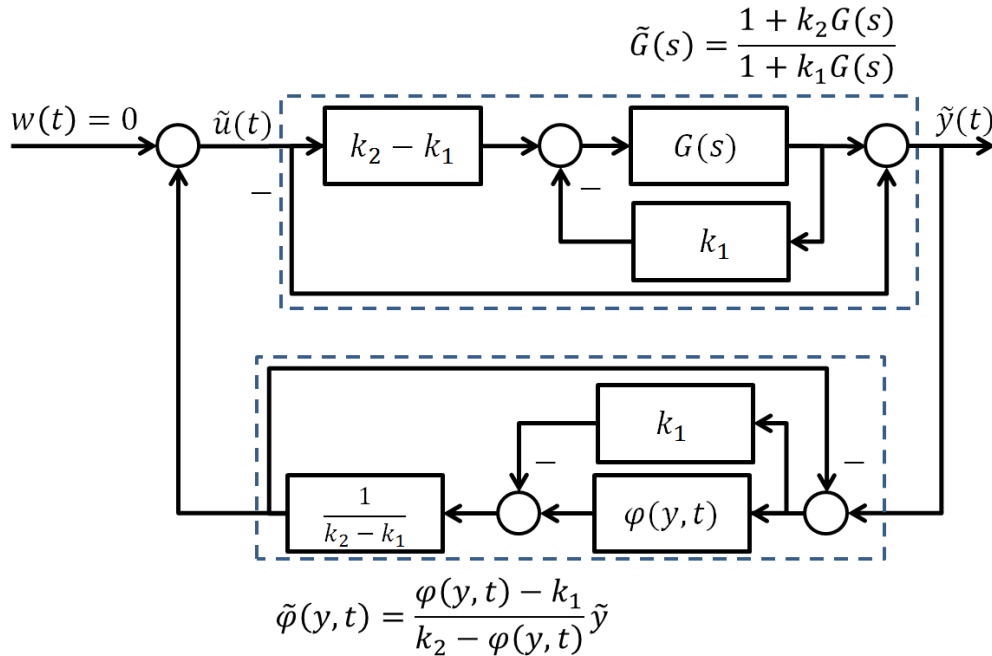 G̃(s) = (1 + k₂G(s)) / (1 + k₁G(s))
w(t) = 0
ũ(t)
ỹ(t)
k₂ − k₁
G(s)
−
−
k₁
k₁
−
−
1 / (k₂ − k₁)
φ(y, t)
φ̃(y, t) = (φ(y, t) − k₁) / (k₂ − φ(y, t)) ỹ